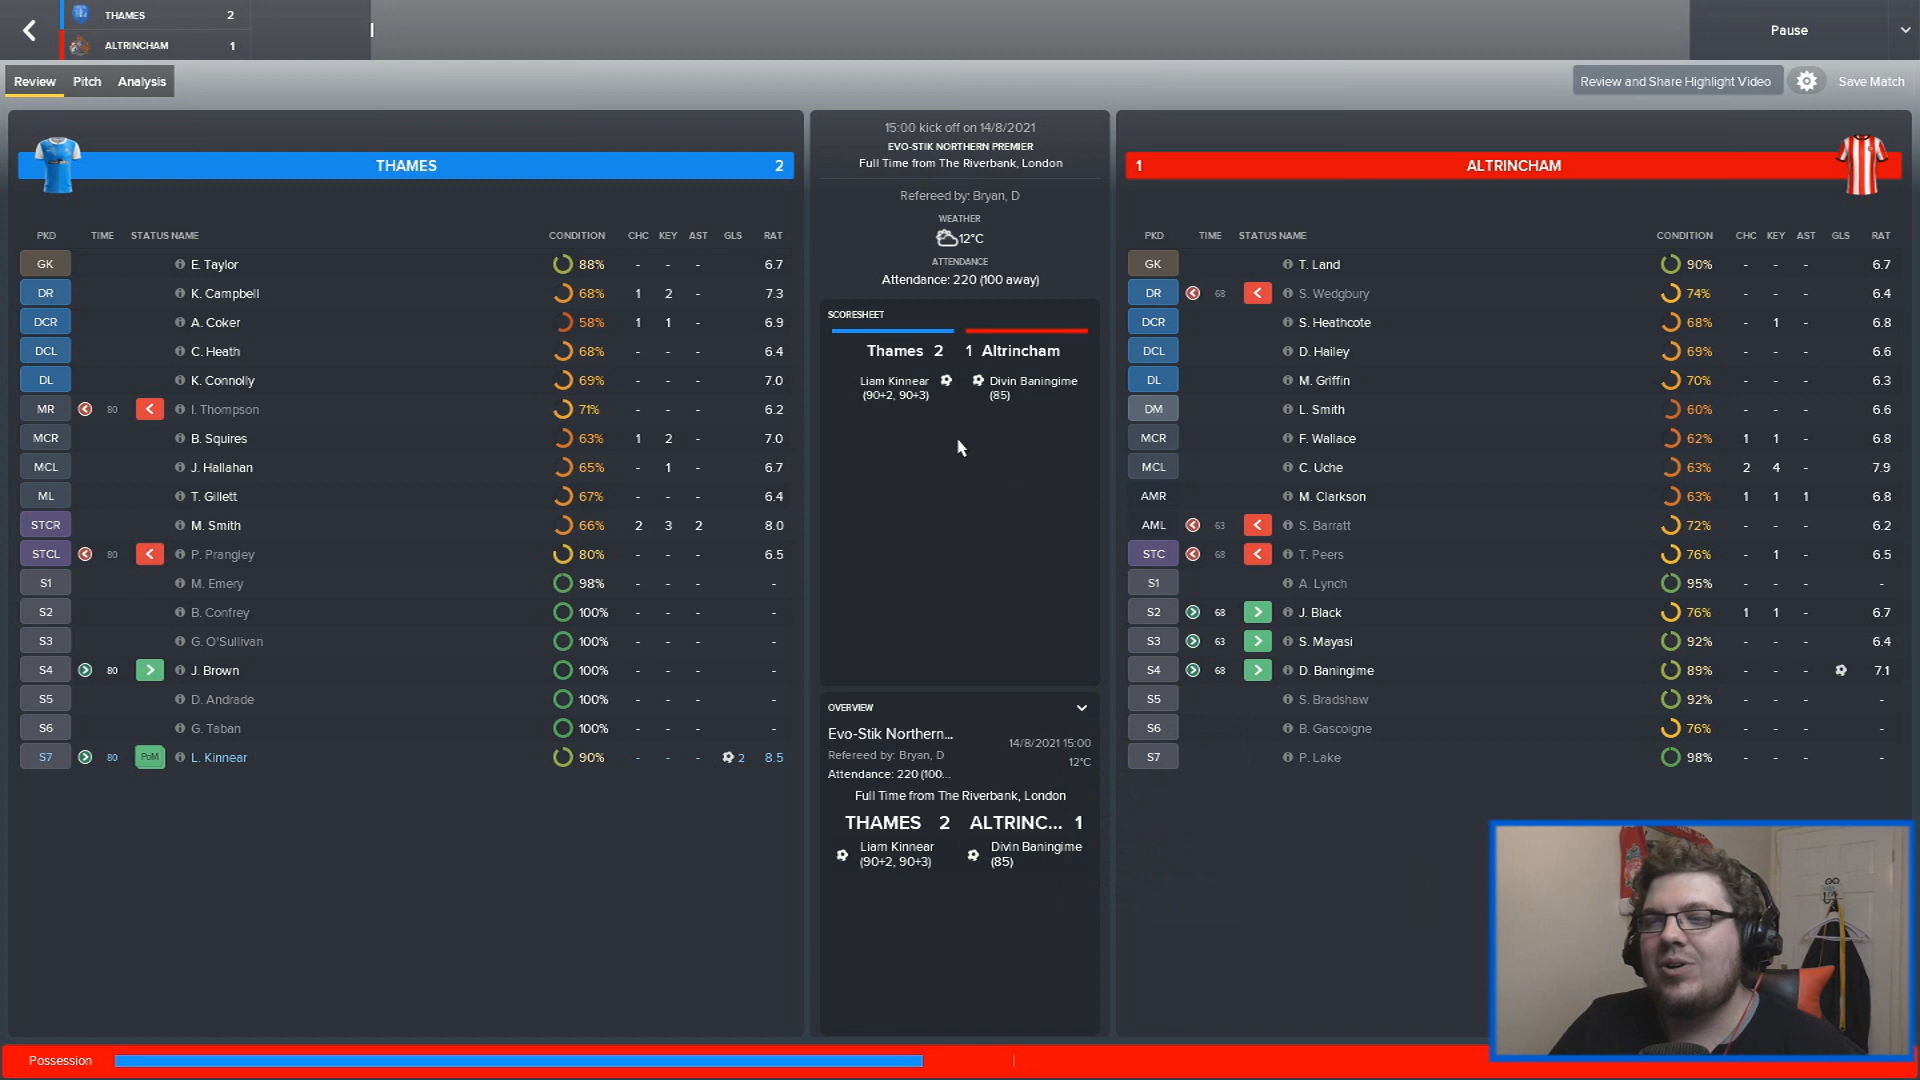 THAMES 2
ALTRINCHAM 1
Pause
Review Pitch Analysis
Review and Share Highlight Video Save Match
THAMES 2
PKD TIME STATUS NAME CONDITION CHC KEY AST GLS RAT
GK E. Taylor 88% - - - 6.7
DR K. Campbell 68% 1 2 - 7.3
DCR A. Coker 58% 1 1 - 6.9
DCL C. Heath 68% - - - 6.4
DL K. Connolly 69% - - - 7.0
MR 80 I. Thompson 71% - - - 6.2
MCR B. Squires 63% 1 2 - 7.0
MCL J. Hallahan 65% - 1 - 6.7
ML T. Gillett 67% - - - 6.4
STCR M. Smith 66% 2 3 2 8.0
STCL 80 P. Prangley 80% - - - 6.5
S1 M. Emery 98% - - - -
S2 B. Confrey 100% - - - -
S3 G. O'Sullivan 100% - - - -
S4 80 J. Brown 100% - - - -
S5 D. Andrade 100% - - - -
S6 G. Taban 100% - - - -
S7 80 PoM L. Kinnear 90% - - - 2 8.5
15:00 kick off on 14/8/2021
EVO-STIK NORTHERN PREMIER
Full Time from The Riverbank, London
Refereed by: Bryan, D
WEATHER
12°C
ATTENDANCE
Attendance: 220 (100 away)
SCORESHEET
Thames 2 1 Altrincham
Liam Kinnear Divin Baningime
(90+2, 90+3) (85)
OVERVIEW
Evo-Stik Northern...
14/8/2021 15:00
Refereed by: Bryan, D
12°C
Attendance: 220 (100...
Full Time from The Riverbank, London
THAMES 2 ALTRINC... 1
Liam Kinnear Divin Baningime
(90+2, 90+3) (85)
1 ALTRINCHAM
PKD TIME STATUS NAME CONDITION CHC KEY AST GLS RAT
GK T. Land 90% - - - 6.7
DR 68 S. Wedgbury 74% - - - 6.4
DCR S. Heathcote 68% - 1 - 6.8
DCL D. Hailey 69% - - - 6.6
DL M. Griffin 70% - - - 6.3
DM L. Smith 60% - - - 6.6
MCR F. Wallace 62% 1 1 - 6.8
MCL C. Uche 63% 2 4 - 7.9
AMR M. Clarkson 63% 1 1 1 6.8
AML 63 S. Barratt 72% - - - 6.2
STC 68 T. Peers 76% - 1 - 6.5
S1 A. Lynch 95% - - - -
S2 68 J. Black 76% 1 1 - 6.7
S3 63 S. Mayasi 92% - - - 6.4
S4 68 D. Baningime 89% - - - 7.1
S5 S. Bradshaw 92% - - - -
S6 B. Gascoigne 76% - - - -
S7 P. Lake 98% - - - -
Possession